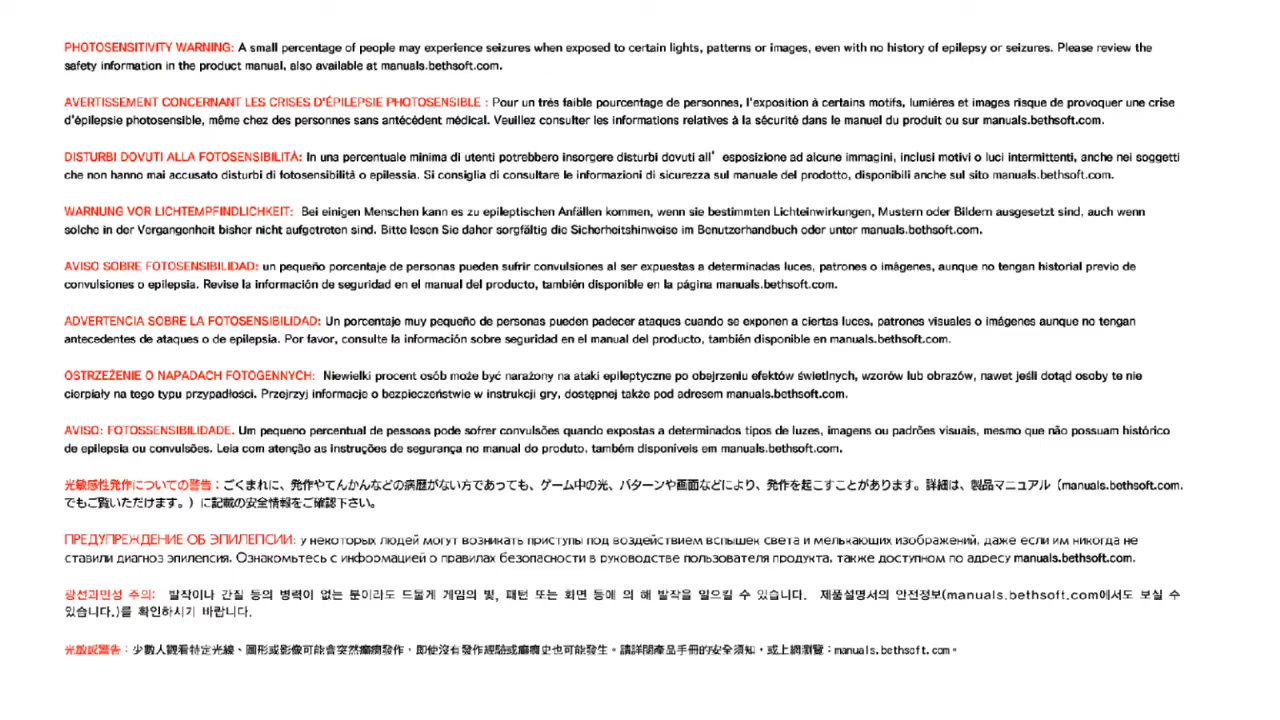 PHOTOSENSITIVITY WARNING: A small percentage of people may experience seizures when exposed to certain lights, patterns or images, even with no history of epilepsy or seizures. Please review the
safety information in the product manual, also available at manuals.bethsoft.com.
AVERTISSEMENT CONCERNANT LES CRISES D'ÉPILEPSIE PHOTOSENSIBLE : Pour un très faible pourcentage de personnes, l'exposition à certains motifs, lumières et images risque de provoquer une crise
d'épilepsie photosensible, même chez des personnes sans antécédent médical. Veuillez consulter les informations relatives à la sécurité dans le manuel du produit ou sur manuals.bethsoft.com.
DISTURBI DOVUTI ALLA FOTOSENSIBILITÀ: In una percentuale minima di utenti potrebbero insorgere disturbi dovuti all' esposizione ad alcune immagini, inclusi motivi o luci intermittenti, anche nei soggetti
che non hanno mai accusato disturbi di fotosensibilità o epilessia. Si consiglia di consultare le informazioni di sicurezza sul manuale del prodotto, disponibili anche sul sito manuals.bethsoft.com.
WARNUNG VOR LICHTEMPFINDLICHKEIT: Bei einigen Menschen kann es zu epileptischen Anfällen kommen, wenn sie bestimmten Lichteinwirkungen, Mustern oder Bildern ausgesetzt sind, auch wenn
solche in der Vergangenheit bisher nicht aufgetreten sind. Bitte lesen Sie daher sorgfältig die Sicherheitshinweise im Benutzerhandbuch oder unter manuals.bethsoft.com.
AVISO SOBRE FOTOSENSIBILIDAD: un pequeño porcentaje de personas pueden sufrir convulsiones al ser expuestas a determinadas luces, patrones o imágenes, aunque no tengan historial previo de
convulsiones o epilepsia. Revise la información de seguridad en el manual del producto, también disponible en la página manuals.bethsoft.com.
ADVERTENCIA SOBRE LA FOTOSENSIBILIDAD: Un porcentaje muy pequeño de personas pueden padecer ataques cuando se exponen a ciertas luces, patrones visuales o imágenes aunque no tengan
antecedentes de ataques o de epilepsia. Por favor, consulte la información sobre seguridad en el manual del producto, también disponible en manuals.bethsoft.com.
OSTRZEŻENIE O NAPADACH FOTOGENNYCH: Niewielki procent osób może być narażony na ataki epileptyczne po obejrzeniu efektów świetlnych, wzorów lub obrazów, nawet jeśli dotąd osoby te nie
cierpiały na tego typu przypadłości. Przejrzyj informacje o bezpieczeństwie w instrukcji gry, dostępnej także pod adresem manuals.bethsoft.com.
AVISO: FOTOSSENSIBILIDADE. Um pequeno percentual de pessoas pode sofrer convulsões quando expostas a determinados tipos de luzes, imagens ou padrões visuais, mesmo que não possuam histórico
de epilepsia ou convulsões. Leia com atenção as instruções de segurança no manual do produto, também disponíveis em manuals.bethsoft.com.
光敏感性発作についての警告：ごくまれに、発作やてんかんなどの病歴がない方であっても、ゲーム中の光、パターンや画面などにより、発作を起こすことがあります。詳細は、製品マニュアル（manuals.bethsoft.com.
でもご覧いただけます。）に記載の安全情報をご確認下さい。
ПРЕДУПРЕЖДЕНИЕ ОБ ЭПИЛЕПСИИ: у некоторых людей могут возникать приступы под воздействием вспышек света и мелькающих изображений, даже если им никогда не
ставили диагноз эпилепсия. Ознакомьтесь с информацией о правилах безопасности в руководстве пользователя продукта, также доступном по адресу manuals.bethsoft.com.
광선과민성 주의: 발작이나 간질 등의 병력이 없는 분이라도 드물게 게임의 빛, 패턴 또는 화면 등에 의 해 발작을 일으킬 수 있습니다. 제품설명서의 안전정보(manuals.bethsoft.com에서도 보실 수
있습니다.)를 확인하시기 바랍니다.
光敏感警告：少數人觀看特定光線、圖形或影像可能會突然癲癇發作，即使沒有發作經驗或癲癇史也可能發生。請詳閱產品手冊的安全須知，或上網瀏覽：manuals.bethsoft.com。